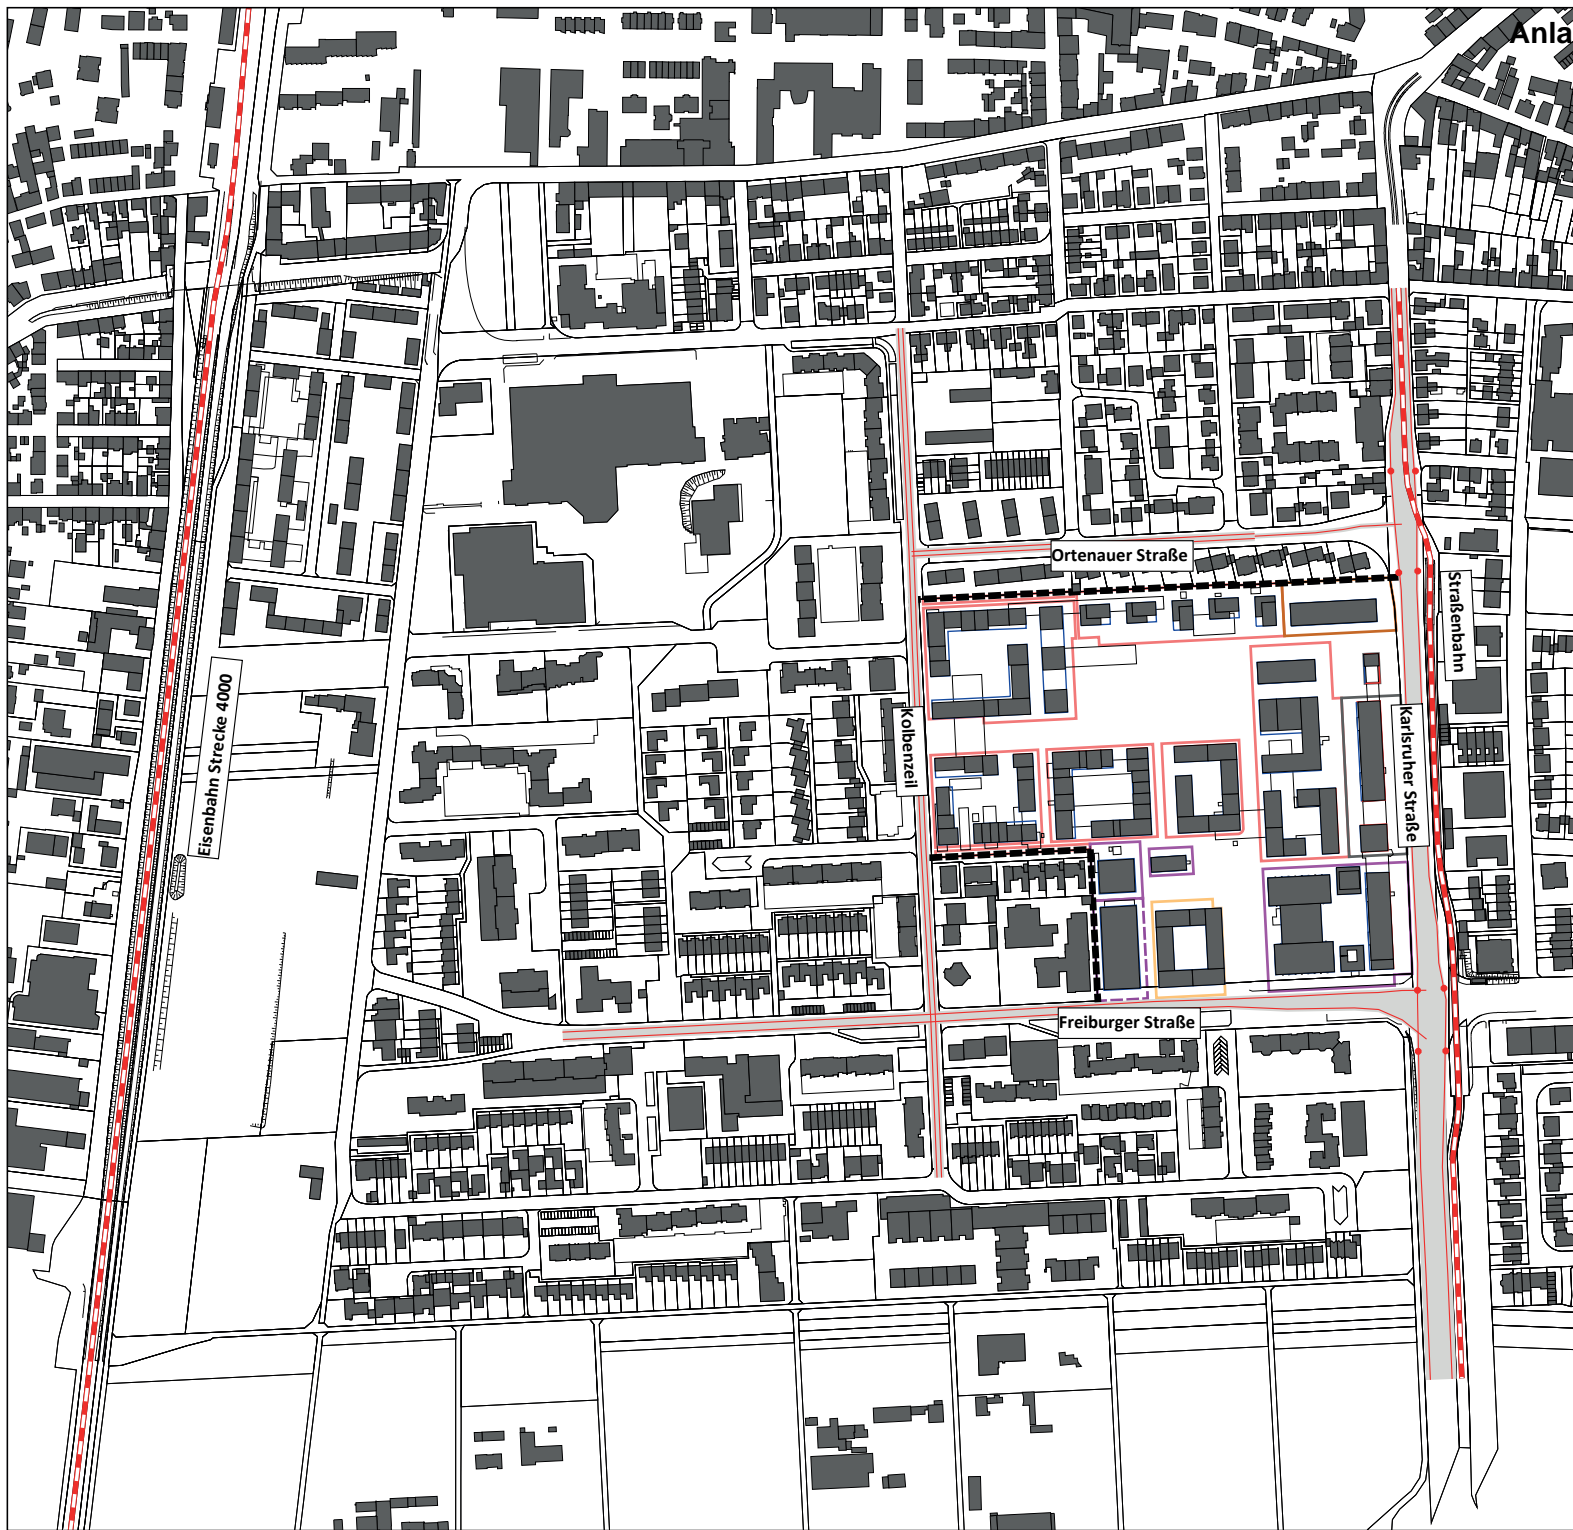 Anla
Ortenauer Straße
Straßenbahn
Eisenbahn Strecke 4000
Kolbenzeil
Karlsruher Straße
Freiburger Straße